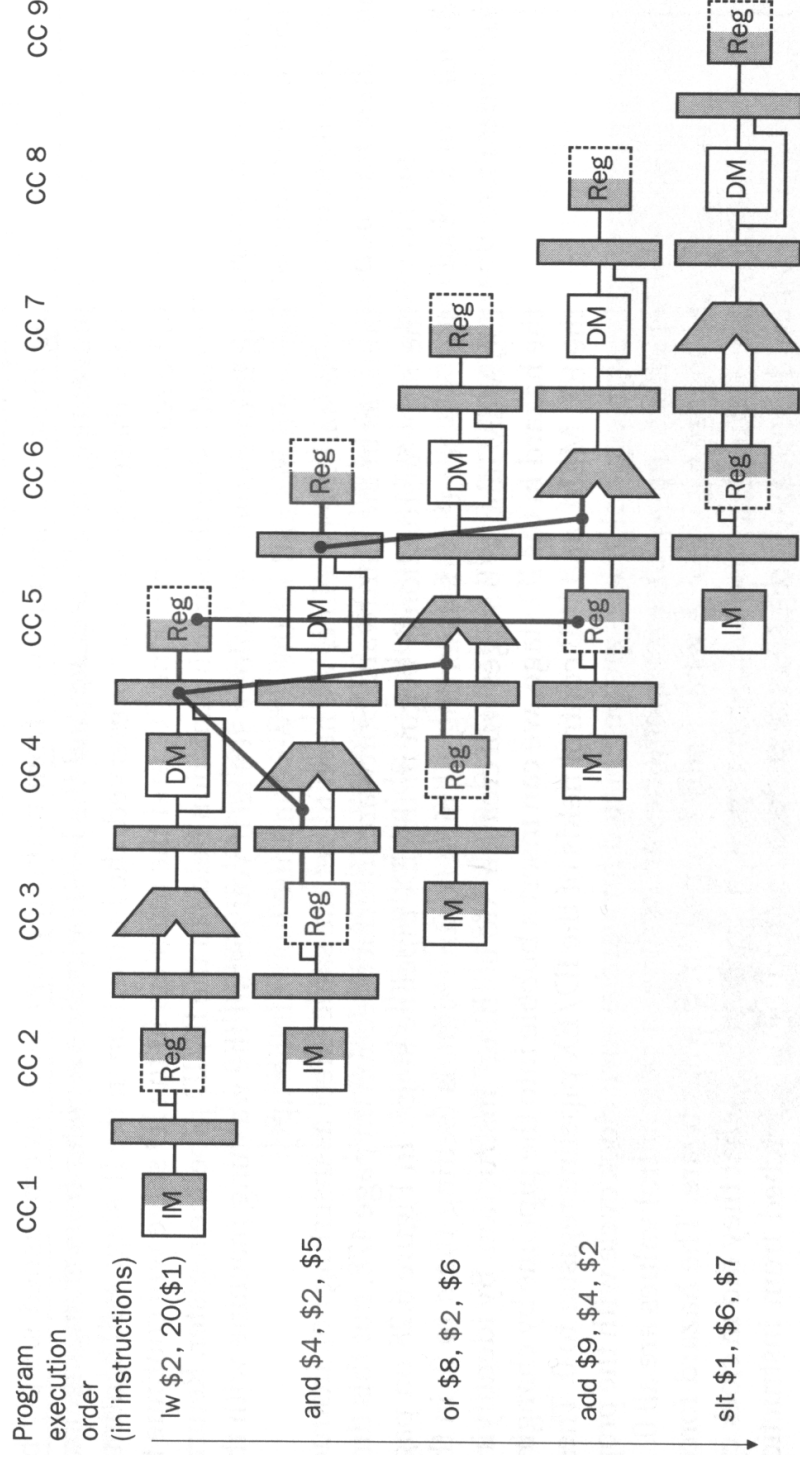 Program
execution
order
(in instructions)
CC 1 CC 2 CC 3 CC 4 CC 5 CC 6 CC 7 CC 8 CC 9
lw $2, 20($1)
IM Reg DM Reg
and $4, $2, $5
IM Reg DM Reg
or $8, $2, $6
IM Reg DM Reg
add $9, $4, $2
IM Reg DM Reg
slt $1, $6, $7
IM Reg DM Reg